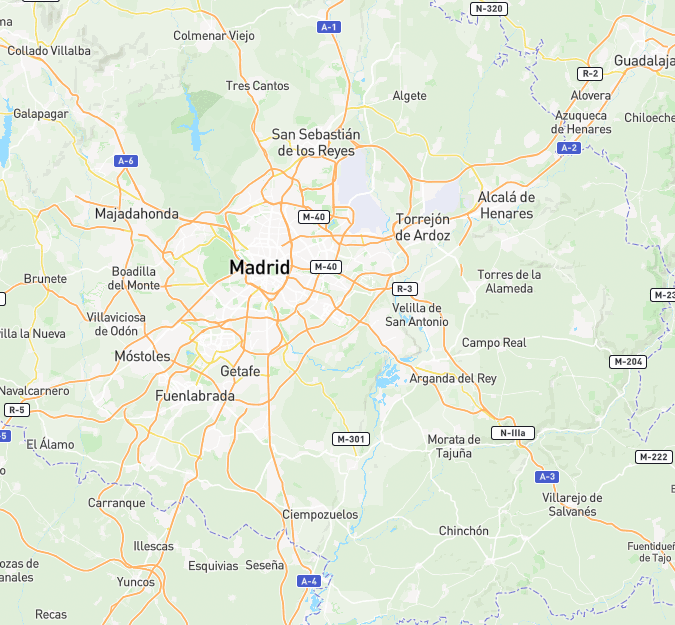 N-320
A-1
Colmenar Viejo
Collado Villalba
Guadalaja
R-2
Tres Cantos
Algete
Alovera
Galapagar
Azuqueca
de Henares
Chiloeche
San Sebastián
de los Reyes
A-2
A-6
Alcalá de
Henares
Majadahonda
M-40
Torrejón
de Ardoz
Madrid
M-40
Boadilla
del Monte
Brunete
Torres de la
Alameda
R-3
M-23
Velilla de
San Antonio
Villaviciosa
de Odón
villa la Nueva
Campo Real
Móstoles
M-204
Getafe
Arganda del Rey
Navalcarnero
Fuenlabrada
R-5
-5
N-IIIa
M-301
Morata de
Tajuña
El Álamo
M-222
A-3
Carranque
Villarejo de
Salvanés
Ciempozuelos
Chinchón
Illescas
Fuentidueñ
de Tajo
ozas de
anales
Esquivias
Seseña
Yuncos
A-4
Recas